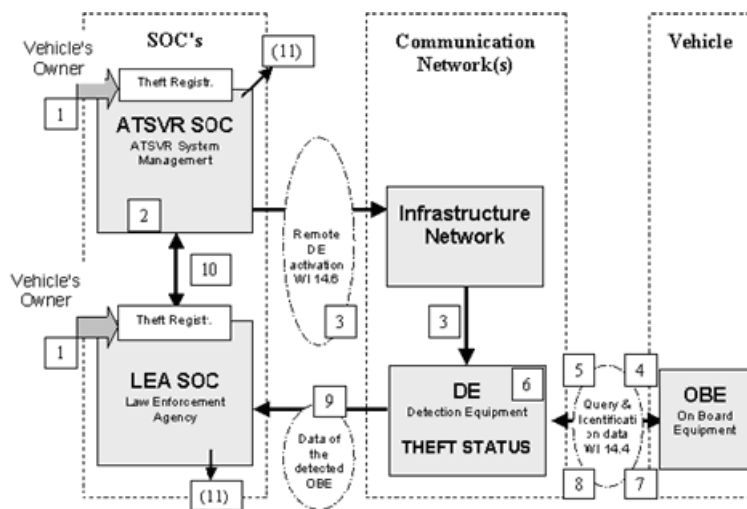 SOC's
Communication
Network(s)
Vehicle
Vehicle's
Owner
1
Theft Registr.
(11)
ATSVR SOC
ATSVR System
Management
2
Remote
DE
activation
WI 14.6
3
Infrastructure
Network
3
10
Vehicle's
Owner
1
Theft Registr.
LEA SOC
Law Enforcement
Agency
(11)
9
Data of
the
detected
OBE
DE
6
Detection Equipment
THEFT STATUS
5
4
Query &
Identificati
on data
WI 14.4
8
7
OBE
On Board
Equipment